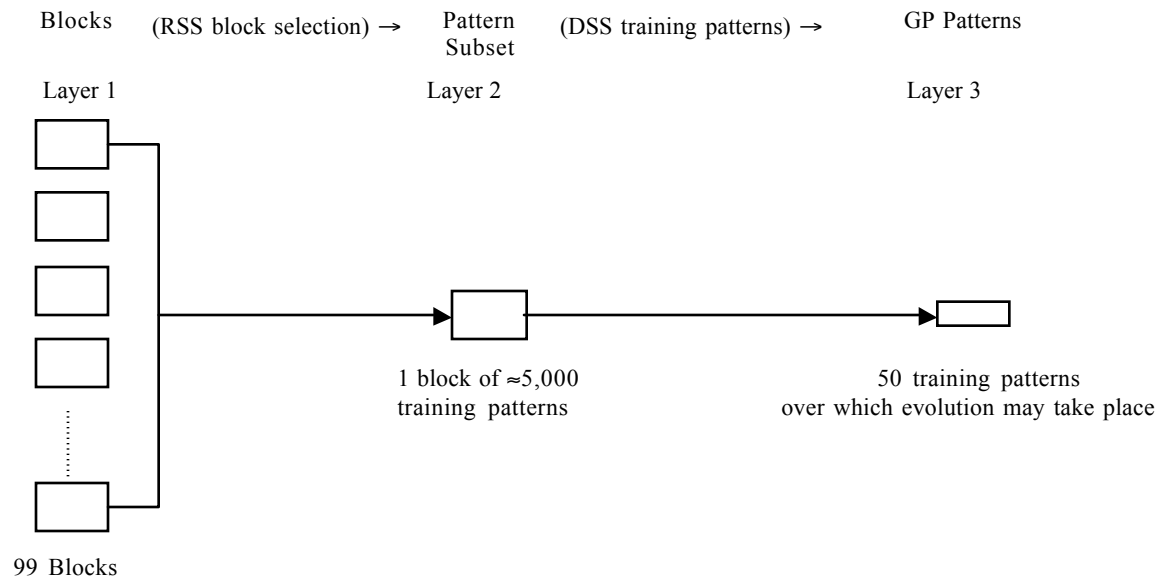 Blocks (RSS block selection) → Pattern Subset (DSS training patterns) → GP Patterns
Layer 1 Layer 2 Layer 3
1 block of ≈5,000
training patterns
50 training patterns
over which evolution may take place
99 Blocks